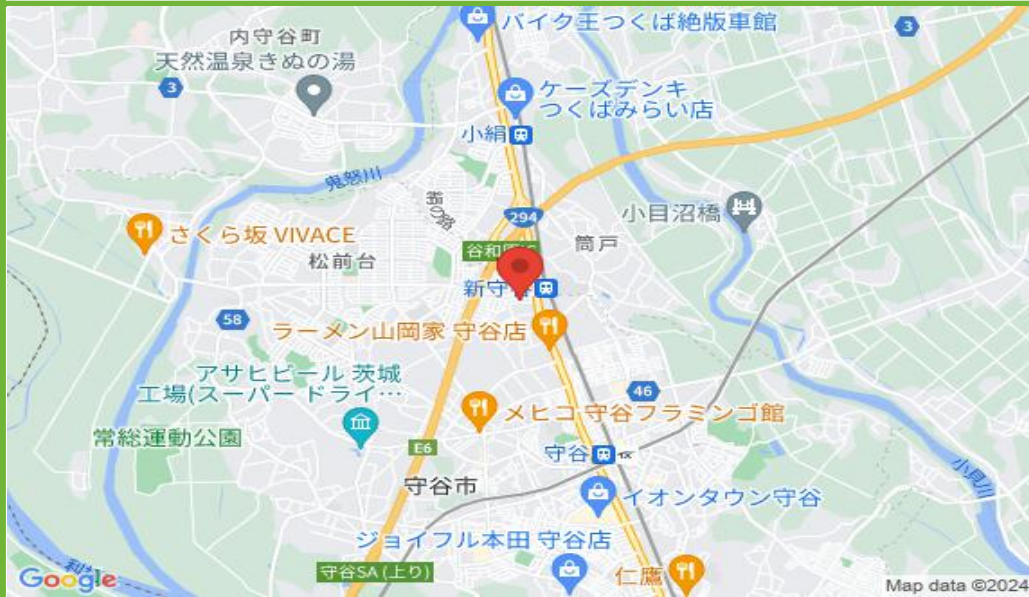 バイク王つくば絶版車館
3
内守谷町
天然温泉きぬの湯
3
ケーズデンキ
つくばみらい店
小絹
鬼怒川
294
小目沼橋
さくら坂 VIVACE
松前台
筒戸
谷和原IC
新守谷
58
ラーメン山岡家 守谷店
アサヒビール 茨城
工場(スーパー ドライ…
46
メヒコ 守谷フラミンゴ館
常総運動公園
E6
守谷
守谷市
小貝川
イオンタウン守谷
ジョイフル本田 守谷店
守谷SA (上り)
仁鷹
Google
Map data ©2024